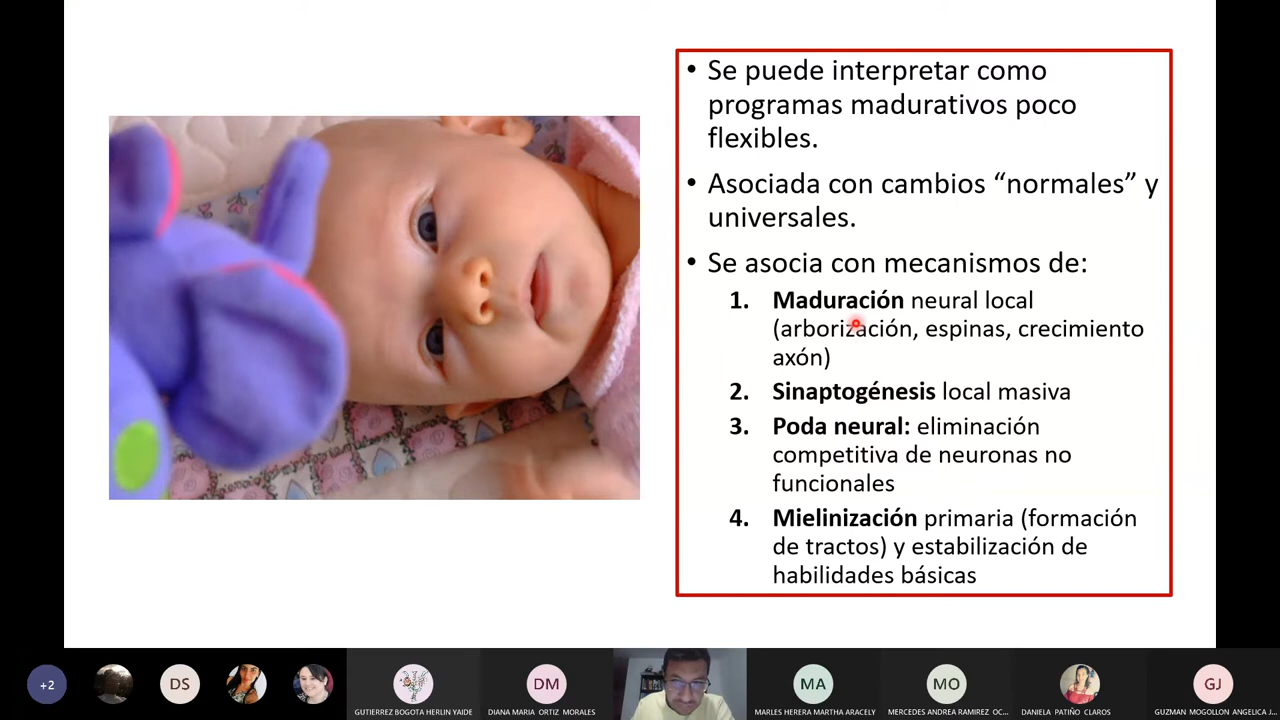 • Se puede interpretar como
programas madurativos poco
flexibles.
• Asociada con cambios “normales” y
universales.
• Se asocia con mecanismos de:
1. Maduración neural local
(arborización, espinas, crecimiento
axón)
2. Sinaptogénesis local masiva
3. Poda neural: eliminación
competitiva de neuronas no
funcionales
4. Mielinización primaria (formación
de tractos) y estabilización de
habilidades básicas
+2
DS
DM
MA
MO
GJ
GUTIERREZ BOGOTA HERLIN YAIDE
DIANA MARIA ORTIZ MORALES
MARLES HERERA MARTHA ARACELY
MERCEDES ANDREA RAMIREZ OC...
DANIELA PATIÑO CLAROS
GUZMAN MOGOLLON ANGELICA J...